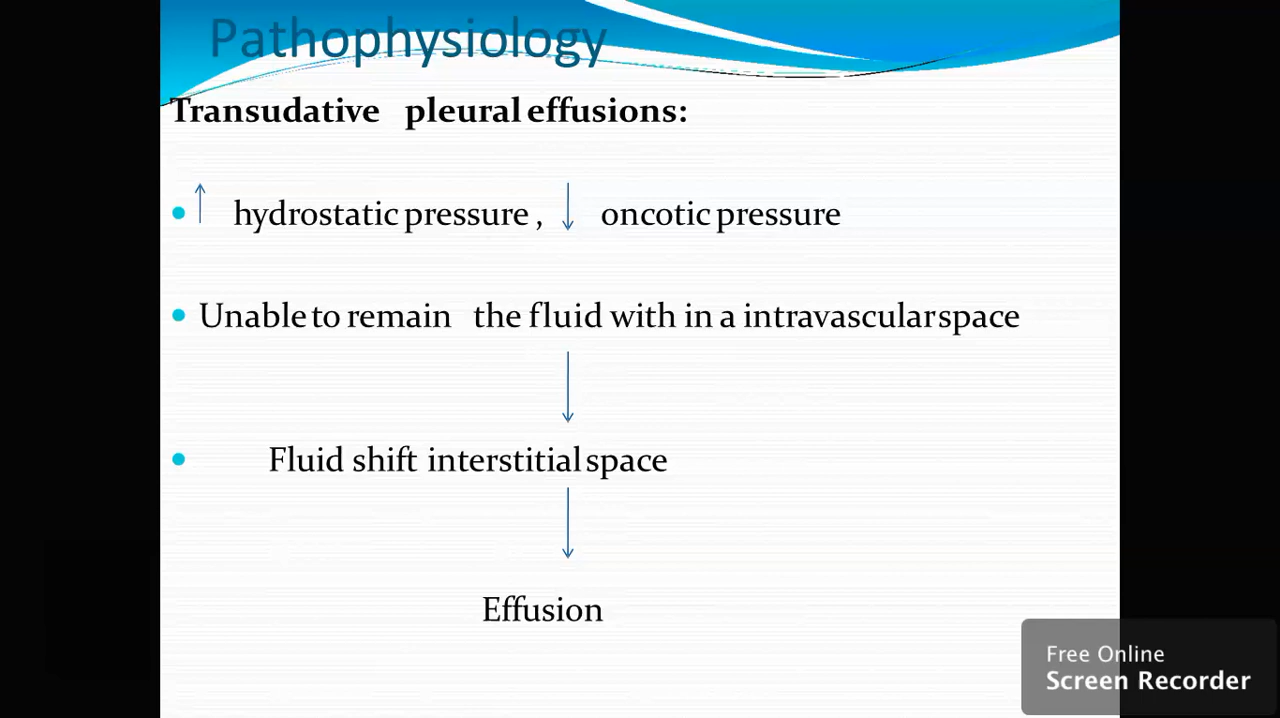 Pathophysiology
Transudative pleural effusions:
hydrostatic pressure , oncotic pressure
Unable to remain the fluid with in a intravascular space
Fluid shift interstitial space
Effusion
Free Online
Screen Recorder